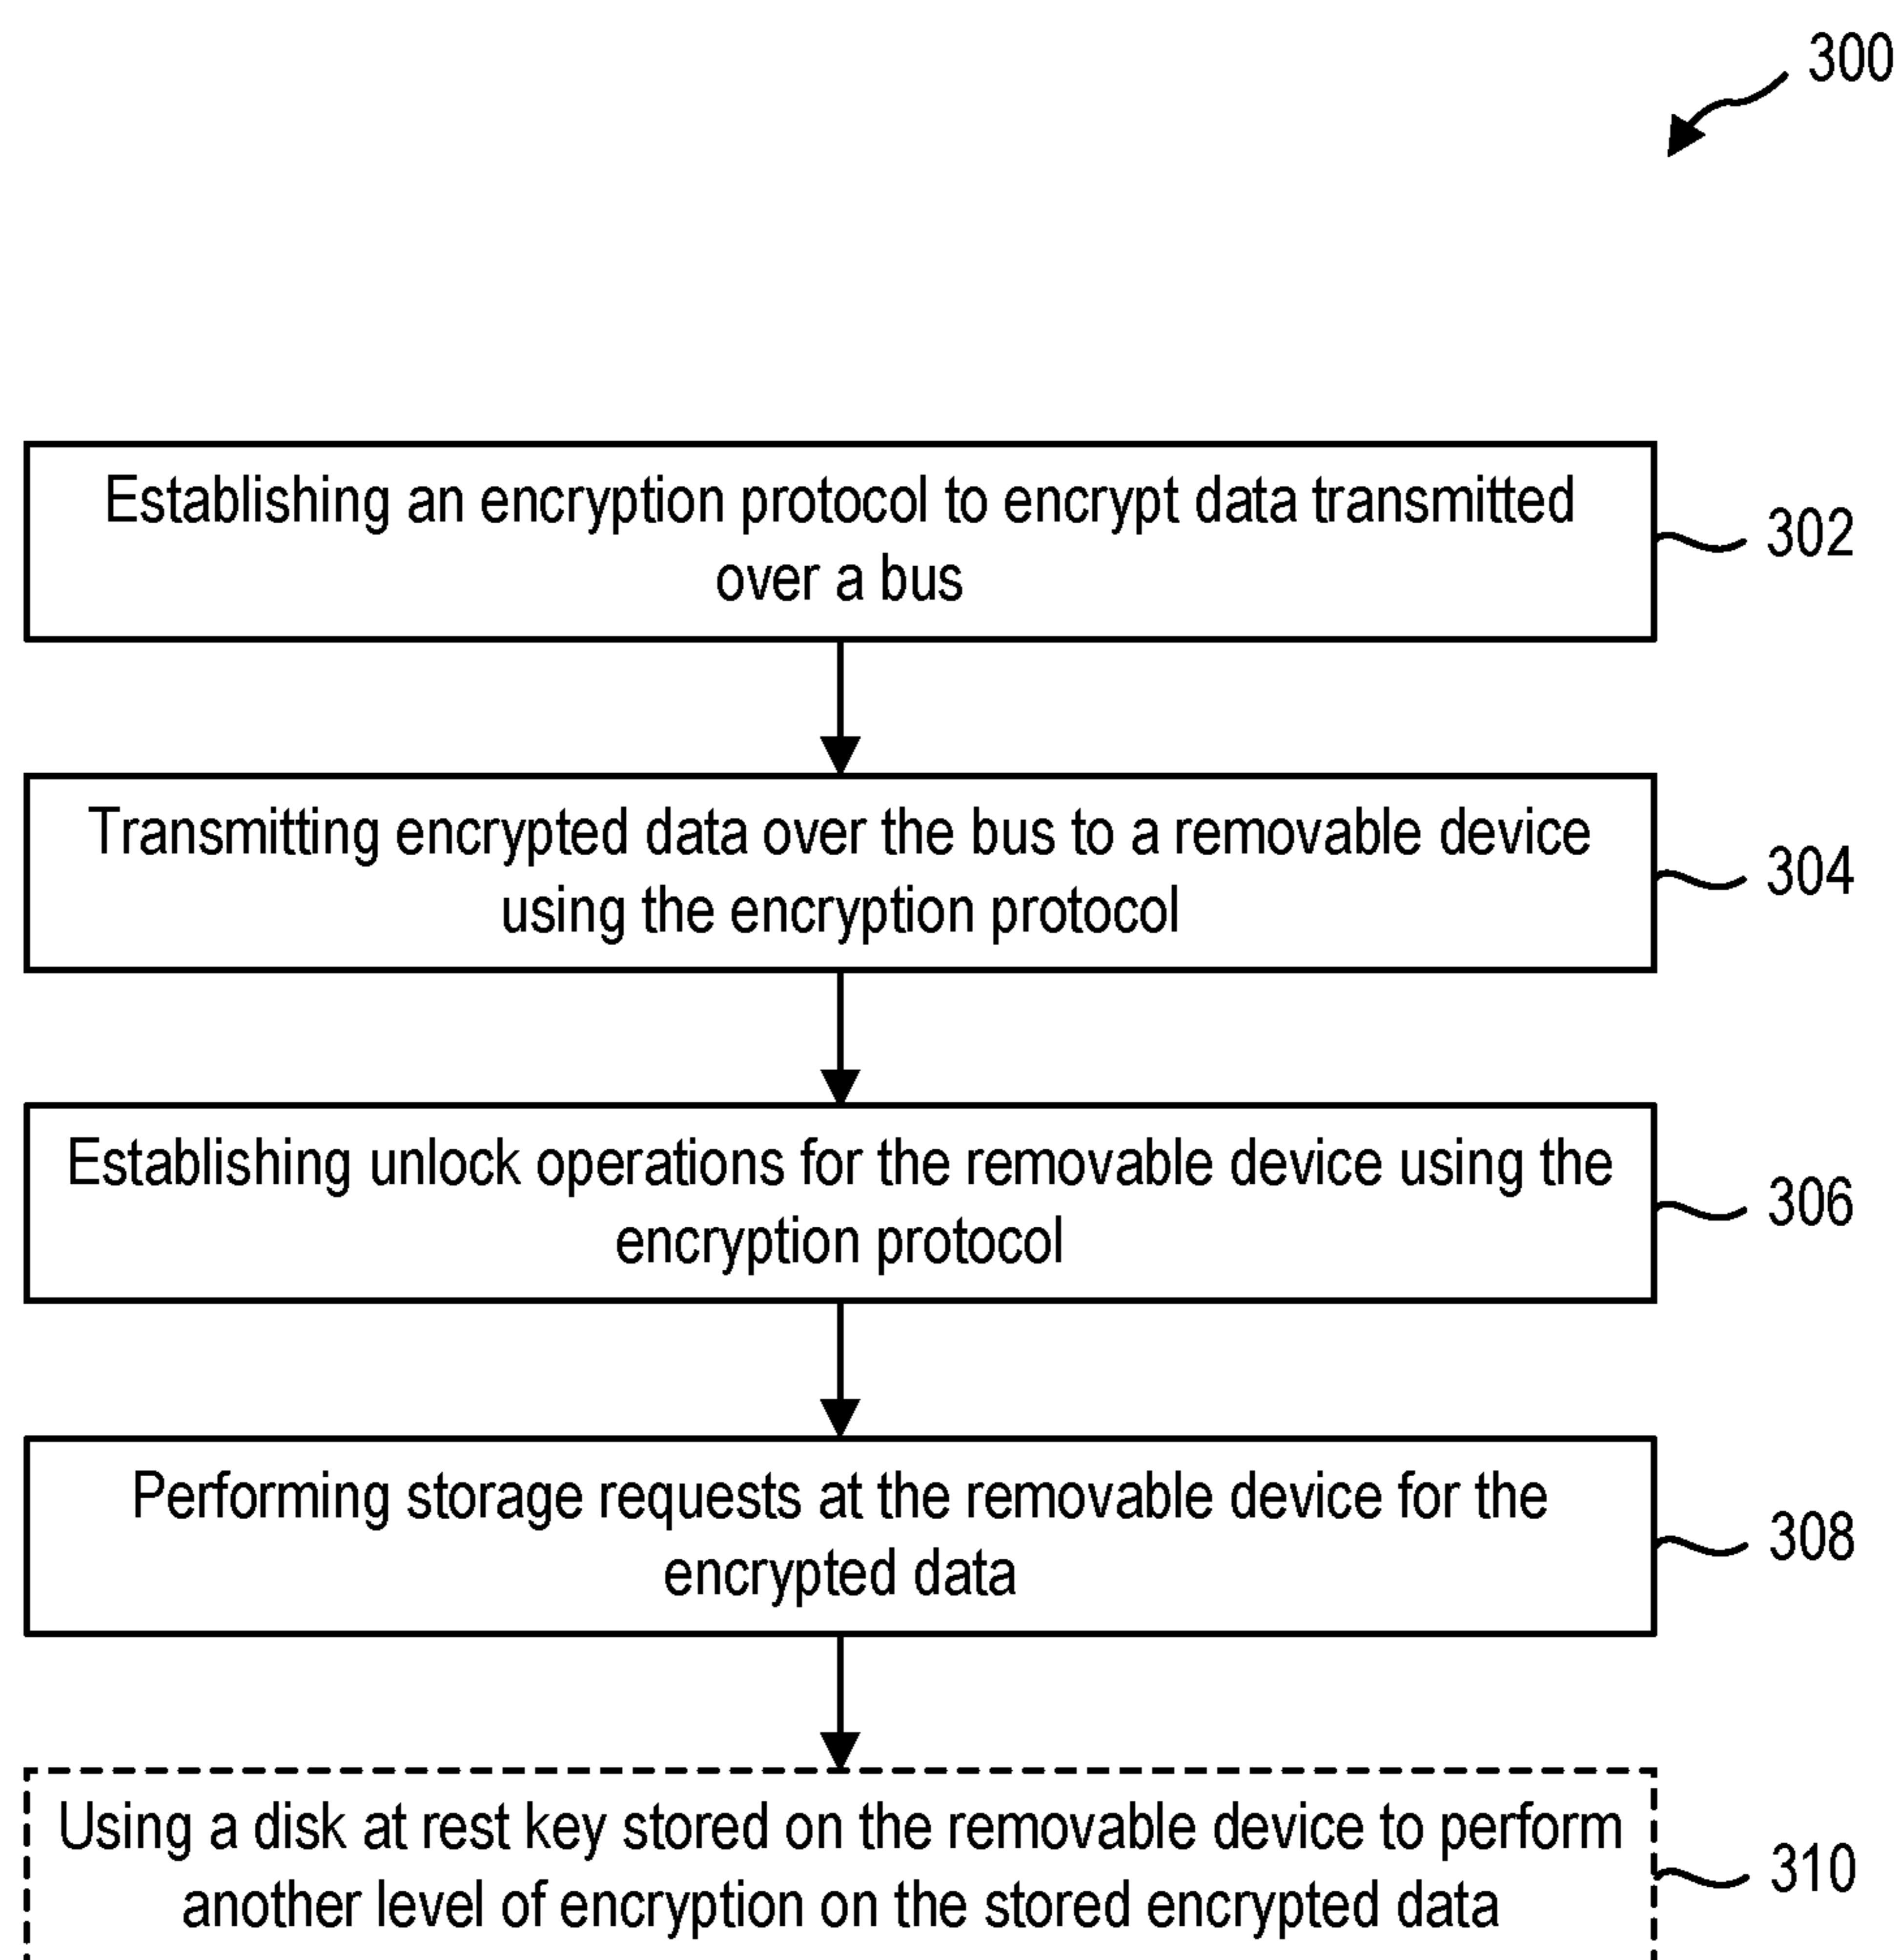 300
Establishing an encryption protocol to encrypt data transmitted
over a bus
302
Transmitting encrypted data over the bus to a removable device
using the encryption protocol
304
Establishing unlock operations for the removable device using the
encryption protocol
306
Performing storage requests at the removable device for the
encrypted data
308
Using a disk at rest key stored on the removable device to perform
another level of encryption on the stored encrypted data
310